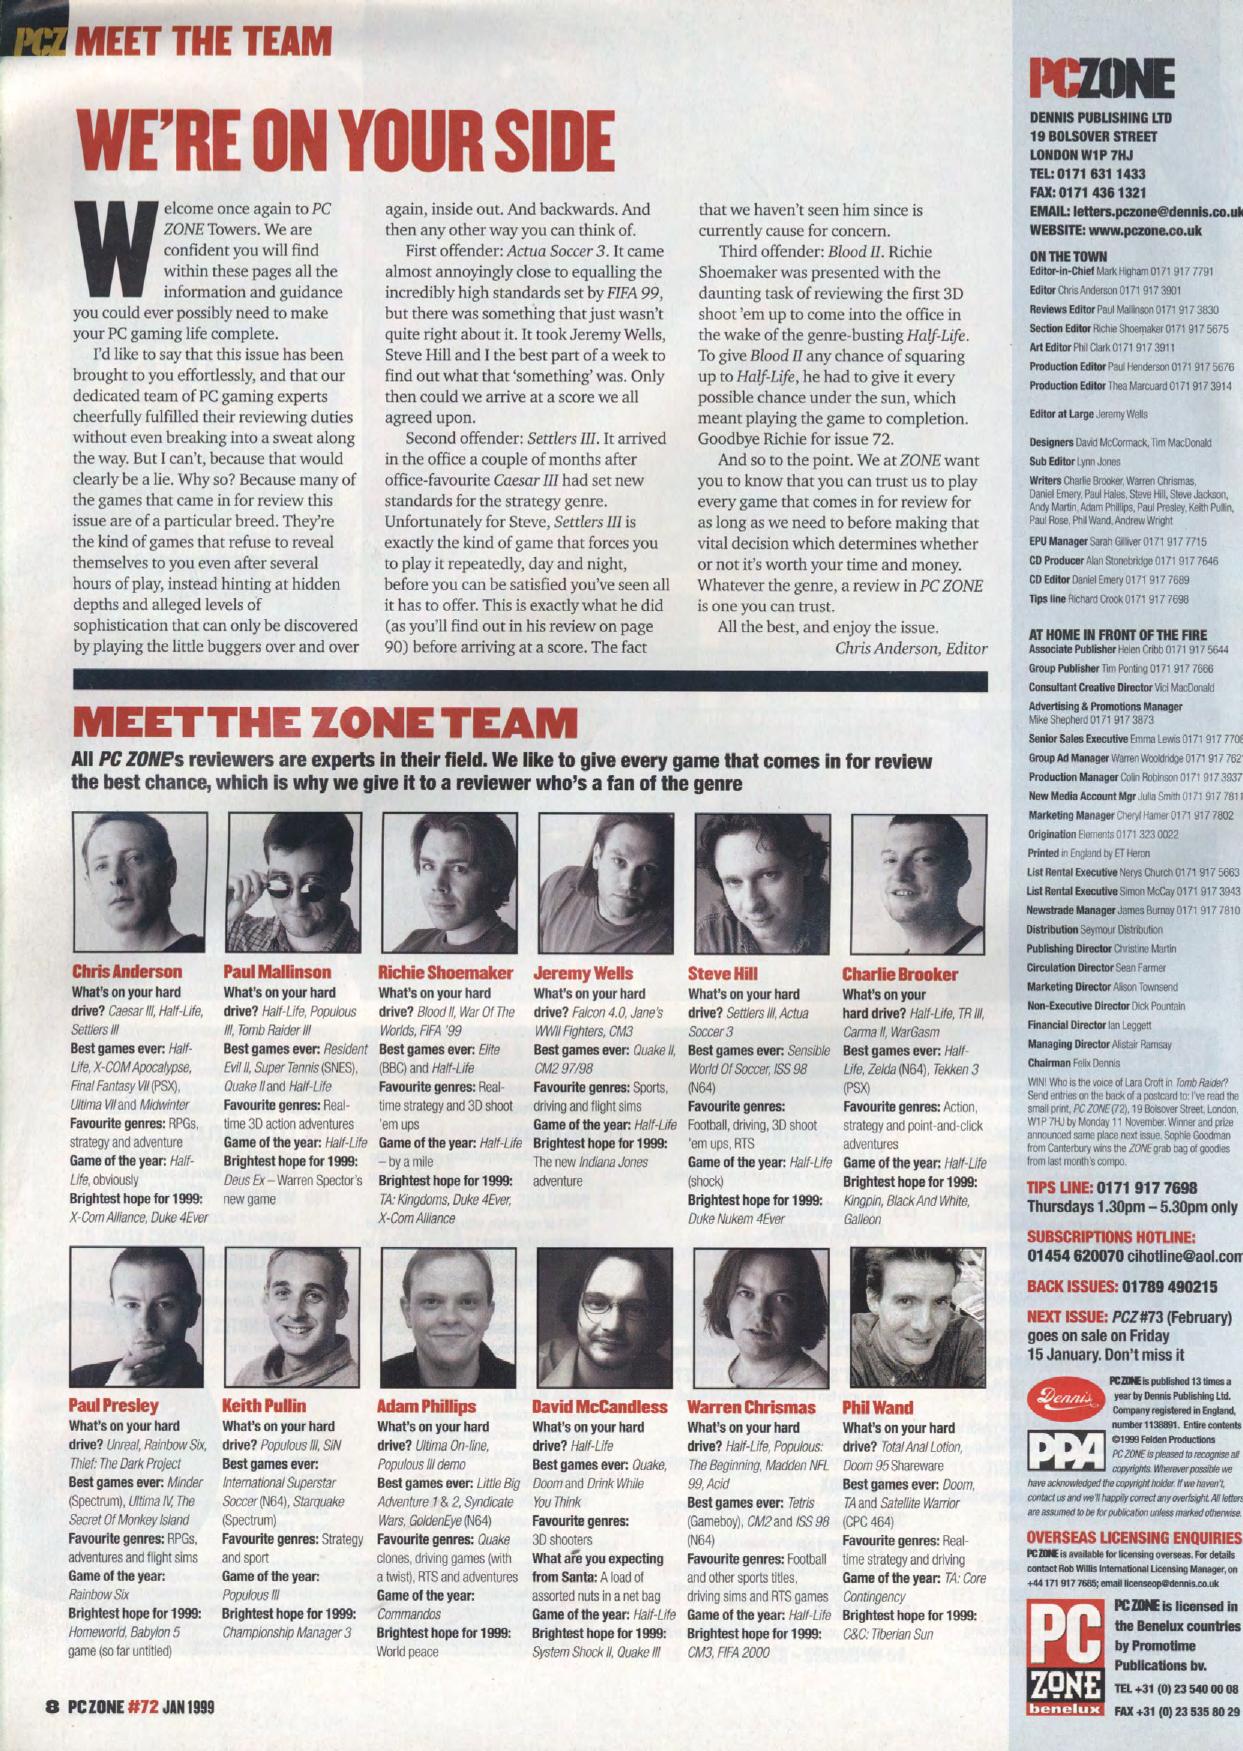 PCZ MEET THE TEAM
WE'RE ON YOUR SIDE
Welcome once again to PC
ZONE Towers. We are
confident you will find
within these pages all the
information and guidance
you could ever possibly need to make
your PC gaming life complete.
I'd like to say that this issue has been
brought to you effortlessly, and that our
dedicated team of PC gaming experts
cheerfully fulfilled their reviewing duties
without even breaking into a sweat along
the way. But I can't, because that would
clearly be a lie. Why so? Because many of
the games that came in for review this
issue are of a particular breed. They're
the kind of games that refuse to reveal
themselves to you even after several
hours of play, instead hinting at hidden
depths and alleged levels of
sophistication that can only be discovered
by playing the little buggers over and over
again, inside out. And backwards. And
then any other way you can think of.
First offender: Actua Soccer 3. It came
almost annoyingly close to equalling the
incredibly high standards set by FIFA 99,
but there was something that just wasn't
quite right about it. It took Jeremy Wells,
Steve Hill and I the best part of a week to
find out what that 'something' was. Only
then could we arrive at a score we all
agreed upon.
Second offender: Settlers III. It arrived
in the office a couple of months after
office-favourite Caesar III had set new
standards for the strategy genre.
Unfortunately for Steve, Settlers III is
exactly the kind of game that forces you
to play it repeatedly, day and night,
before you can be satisfied you've seen all
it has to offer. This is exactly what he did
(as you'll find out in his review on page
90) before arriving at a score. The fact
that we haven't seen him since is
currently cause for concern.
Third offender: Blood II. Richie
Shoemaker was presented with the
daunting task of reviewing the first 3D
shoot 'em up to come into the office in
the wake of the genre-busting Half-Life.
To give Blood II any chance of squaring
up to Half-Life, he had to give it every
possible chance under the sun, which
meant playing the game to completion.
Goodbye Richie for issue 72.
And so to the point. We at ZONE want
you to know that you can trust us to play
every game that comes in for review for
as long as we need to before making that
vital decision which determines whether
or not it's worth your time and money.
Whatever the genre, a review in PC ZONE
is one you can trust.
All the best, and enjoy the issue.
Chris Anderson, Editor
MEET THE ZONE TEAM
All PC ZONE's reviewers are experts in their field. We like to give every game that comes in for review
the best chance, which is why we give it to a reviewer who's a fan of the genre
Chris Anderson
What's on your hard
drive? Caesar III, Half-Life,
Settlers III
Best games ever: Half-
Life, X-COM Apocalypse,
Final Fantasy VII (PSX),
Ultima VII and Midwinter
Favourite genres: RPGs,
strategy and adventure
Game of the year: Half-
Life, obviously
Brightest hope for 1999:
X-Com Alliance, Duke 4Ever
Paul Mallinson
What's on your hard
drive? Half-Life, Populous
III, Tomb Raider III
Best games ever: Resident
Evil II, Super Tennis (SNES),
Quake II and Half-Life
Favourite genres: Real-
time 3D action adventures
Game of the year: Half-Life
Brightest hope for 1999:
Deus Ex – Warren Spector's
new game
Richie Shoemaker
What's on your hard
drive? Blood II, War Of The
Worlds, FIFA '99
Best games ever: Elite
(BBC) and Half-Life
Favourite genres: Real-
time strategy and 3D shoot
'em ups
Game of the year: Half-Life
– by a mile
Brightest hope for 1999:
TA: Kingdoms, Duke 4Ever,
X-Com Alliance
Jeremy Wells
What's on your hard
drive? Falcon 4.0, Jane's
WWII Fighters, CM3
Best games ever: Quake II,
CM2 97/98
Favourite genres: Sports,
driving and flight sims
Game of the year: Half-Life
Brightest hope for 1999:
The new Indiana Jones
adventure
Steve Hill
What's on your hard
drive? Settlers III, Actua
Soccer 3
Best games ever: Sensible
World Of Soccer, ISS 98
(N64)
Favourite genres:
Football, driving, 3D shoot
'em ups, RTS
Game of the year: Half-Life
(shock)
Brightest hope for 1999:
Duke Nukem 4Ever
Charlie Brooker
What's on your
hard drive? Half-Life, TR III,
Carma II, WarGasm
Best games ever: Half-
Life, Zelda (N64), Tekken 3
(PSX)
Favourite genres: Action,
strategy and point-and-click
adventures
Game of the year: Half-Life
Brightest hope for 1999:
Kingpin, Black And White,
Galleon
Paul Presley
What's on your hard
drive? Unreal, Rainbow Six,
Thief: The Dark Project
Best games ever: Minder
(Spectrum), Ultima IV, The
Secret Of Monkey Island
Favourite genres: RPGs,
adventures and flight sims
Game of the year:
Rainbow Six
Brightest hope for 1999:
Homeworld, Babylon 5
game (so far untitled)
Keith Pullin
What's on your hard
drive? Populous III, SiN
Best games ever:
International Superstar
Soccer (N64), Starquake
(Spectrum)
Favourite genres: Strategy
and sport
Game of the year:
Populous III
Brightest hope for 1999:
Championship Manager 3
Adam Phillips
What's on your hard
drive? Ultima On-line,
Populous III demo
Best games ever: Little Big
Adventure 1 & 2, Syndicate
Wars, GoldenEye (N64)
Favourite genres: Quake
clones, driving games (with
a twist), RTS and adventures
Game of the year:
Commandos
Brightest hope for 1999:
World peace
David McCandless
What's on your hard
drive? Half-Life
Best games ever: Quake,
Doom and Drink While
You Think
Favourite genres:
3D shooters
What are you expecting
from Santa: A load of
assorted nuts in a net bag
Game of the year: Half-Life
Brightest hope for 1999:
System Shock II, Quake III
Warren Chrismas
What's on your hard
drive? Half-Life, Populous:
The Beginning, Madden NFL
99, Acid
Best games ever: Tetris
(Gameboy), CM2 and ISS 98
(N64)
Favourite genres: Football
and other sports titles,
driving sims and RTS games
Game of the year: Half-Life
Brightest hope for 1999:
CM3, FIFA 2000
Phil Wand
What's on your hard
drive? Total Anal Lotion,
Doom 95 Shareware
Best games ever: Doom,
TA and Satellite Warrior
(CPC 464)
Favourite genres: Real-
time strategy and driving
Game of the year: TA: Core
Contingency
Brightest hope for 1999:
C&C: Tiberian Sun
8 PC ZONE #72 JAN 1999
PCZONE
DENNIS PUBLISHING LTD
19 BOLSOVER STREET
LONDON W1P 7HJ
TEL: 0171 631 1433
FAX: 0171 436 1321
EMAIL: letters.pczone@dennis.co.uk
WEBSITE: www.pczone.co.uk
ON THE TOWN
Editor-in-Chief Mark Higham 0171 917 7791
Editor Chris Anderson 0171 917 3901
Reviews Editor Paul Mallinson 0171 917 3830
Section Editor Richie Shoemaker 0171 917 5675
Art Editor Phil Clark 0171 917 3911
Production Editor Paul Henderson 0171 917 5676
Production Editor Thea Marcuard 0171 917 3914
Editor at Large Jeremy Wells
Designers David McCormack, Tim MacDonald
Sub Editor Lynn Jones
Writers Charlie Brooker, Warren Chrismas,
Daniel Emery, Paul Hales, Steve Hill, Steve Jackson,
Andy Martin, Adam Phillips, Paul Presley, Keith Pullin,
Paul Rose, Phil Wand, Andrew Wright
EPU Manager Sarah Gilliver 0171 917 7715
CD Producer Alan Stonebridge 0171 917 7646
CD Editor Daniel Emery 0171 917 7689
Tips line Richard Crook 0171 917 7698
AT HOME IN FRONT OF THE FIRE
Associate Publisher Helen Cribb 0171 917 5644
Group Publisher Tim Ponting 0171 917 7666
Consultant Creative Director Vici MacDonald
Advertising & Promotions Manager
Mike Shepherd 0171 917 3873
Senior Sales Executive Emma Lewis 0171 917 7708
Group Ad Manager Warren Wooldridge 0171 917 762
Production Manager Colin Robinson 0171 917 3937
New Media Account Mgr Julia Smith 0171 917 7811
Marketing Manager Cheryl Hamer 0171 917 7802
Origination Elements 0171 323 0022
Printed in England by ET Heron
List Rental Executive Nerys Church 0171 917 5663
List Rental Executive Simon McCay 0171 917 3943
Newstrade Manager James Burnay 0171 917 7810
Distribution Seymour Distribution
Publishing Director Christine Martin
Circulation Director Sean Farmer
Marketing Director Alison Townsend
Non-Executive Director Dick Pountain
Financial Director Ian Leggett
Managing Director Alistair Ramsay
Chairman Felix Dennis
WIN! Who is the voice of Lara Croft in Tomb Raider?
Send entries on the back of a postcard to: I've read the
small print, PC ZONE (72), 19 Bolsover Street, London,
W1P 7HJ by Monday 11 November. Winner and prize
announced same place next issue. Sophie Goodman
from Canterbury wins the ZONE grab bag of goodies
from last month's compo.
TIPS LINE: 0171 917 7698
Thursdays 1.30pm – 5.30pm only
SUBSCRIPTIONS HOTLINE:
01454 620070 cihotline@aol.com
BACK ISSUES: 01789 490215
NEXT ISSUE: PCZ #73 (February)
goes on sale on Friday
15 January. Don't miss it
Dennis
PPA
PC ZONE is published 13 times a
year by Dennis Publishing Ltd.
Company registered in England,
number 1138891. Entire contents
©1999 Felden Productions
PC ZONE is pleased to recognise all
copyrights. Wherever possible we
have acknowledged the copyright holder. If we haven't,
contact us and we'll happily correct any oversight. All letters
are assumed to be for publication unless marked otherwise.
OVERSEAS LICENSING ENQUIRIES
PC ZONE is available for licensing overseas. For details
contact Rob Willis International Licensing Manager, on
+44 171 917 7685; email licenseop@dennis.co.uk
PC ZONE benelux
PC ZONE is licensed in
the Benelux countries
by Promotime
Publications bv.
TEL +31 (0) 23 540 00 08
FAX +31 (0) 23 535 80 29